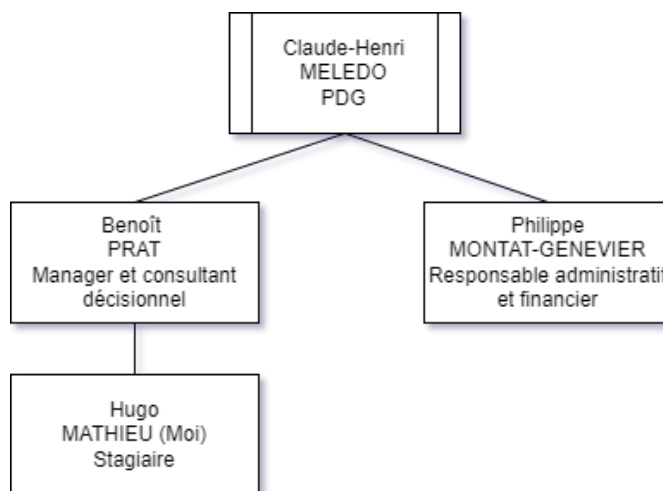 Claude-Henri
MELEDO
PDG
Benoît
PRAT
Manager et consultant
décisionnel
Philippe
MONTAT-GENEVIER
Responsable administratif
et financier
Hugo
MATHIEU (Moi)
Stagiaire